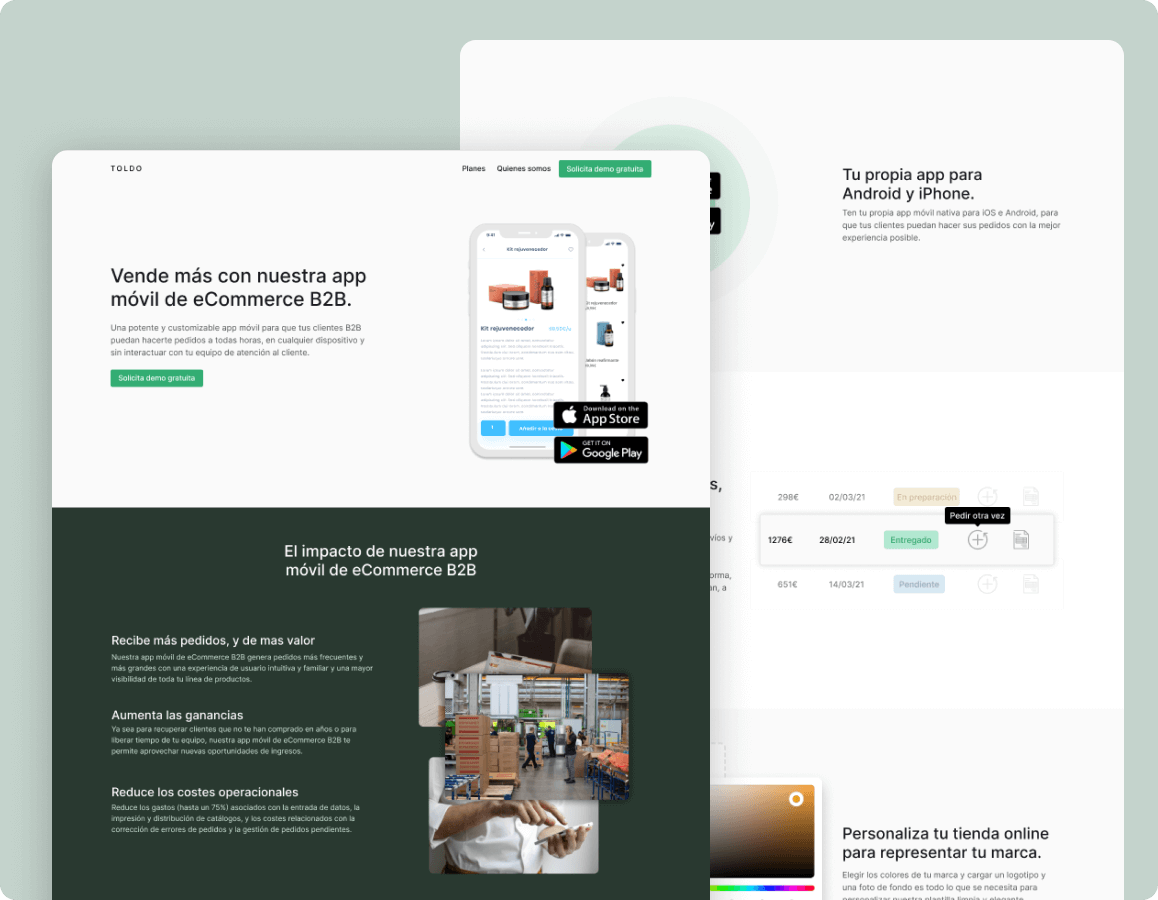 TOLDO
Planes
Quienes somos
Solicita demo gratuita
Vende más con nuestra app
móvil de eCommerce B2B.
Una potente y customizable app móvil para que tus clientes B2B
puedan hacerte pedidos a todas horas, en cualquier dispositivo y
sin interactuar con tu equipo de atención al cliente.
Solicita demo gratuita
Kit rejuvenecedor
Kit rejuvenecedor
1
Añadir a la
Download on the
App Store
GET IT ON
Google Play
El impacto de nuestra app
móvil de eCommerce B2B
Recibe más pedidos, y de mas valor
Nuestra app móvil de eCommerce B2B genera pedidos más frecuentes y
más grandes con una experiencia de usuario intuitiva y familiar y una mayor
visibilidad de toda tu línea de productos.
Aumenta las ganancias
Ya sea para recuperar clientes que no te han comprado en años o para
liberar tiempo de tu equipo, nuestra app móvil de eCommerce B2B te
permite aprovechar nuevas oportunidades de ingresos.
Reduce los costes operacionales
Reduce los gastos (hasta un 75%) asociados con la entrada de datos, la
impresión y distribución de catálogos, y los costes relacionados con la
corrección de errores de pedidos y la gestión de pedidos pendientes.
Tu propia app para
Android y iPhone.
Ten tu propia app móvil nativa para iOS e Android, para
que tus clientes puedan hacer sus pedidos con la mejor
experiencia posible.
s,
víos y
orma,
an, a
298€ 02/03/21 En preparación
Pedir otra vez
1276€ 28/02/21 Entregado
651€ 14/03/21 Pendiente
Personaliza tu tienda online
para representar tu marca.
Elegir los colores de tu marca y cargar un logotipo y
una foto de fondo es todo lo que se necesita para
personalizar nuestra plantilla limpia y elegante